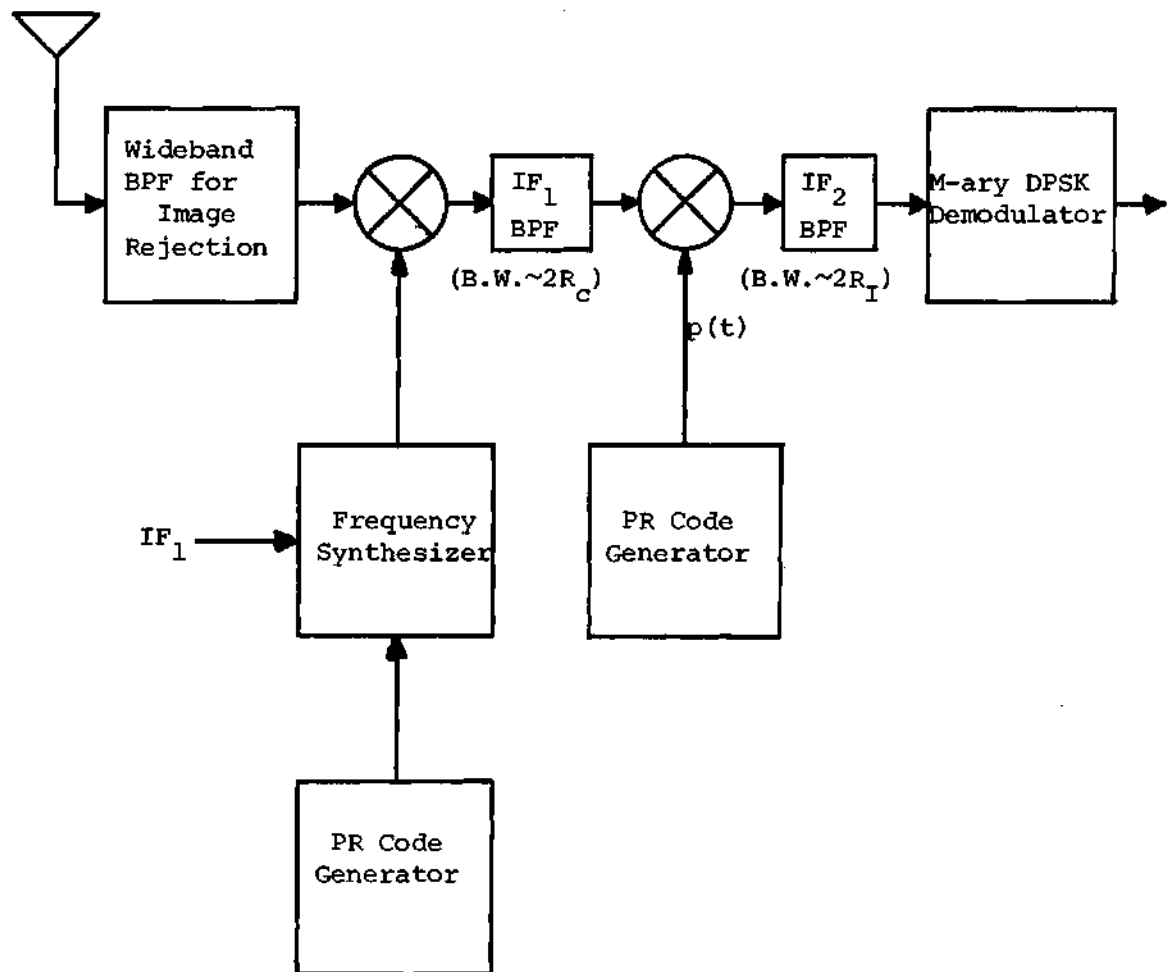 Wideband
BPF for
Image
Rejection
IF1
BPF
(B.W.~2Rc)
p(t)
IF2
BPF
(B.W.~2RI)
M-ary DPSK
Demodulator
IF1
Frequency
Synthesizer
PR Code
Generator
PR Code
Generator